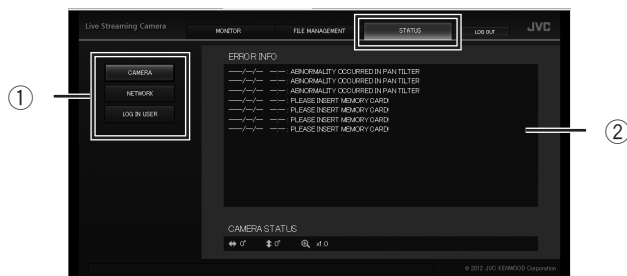 Live Streaming Camera
MONITOR
FILE MANAGEMENT
STATUS
LOG OUT
JVC
CAMERA
NETWORK
LOG IN USER
ERROR INFO
----/--/-- --:-- : ABNORMALITY OCCURRED IN PAN TILTER
----/--/-- --:-- : ABNORMALITY OCCURRED IN PAN TILTER
----/--/-- --:-- : ABNORMALITY OCCURRED IN PAN TILTER
----/--/-- --:-- : PLEASE INSERT MEMORY CARD!
----/--/-- --:-- : PLEASE INSERT MEMORY CARD!
----/--/-- --:-- : PLEASE INSERT MEMORY CARD!
----/--/-- --:-- : PLEASE INSERT MEMORY CARD!
1
2
CAMERA STATUS
0° 0° x1.0
© 2012 JVC KENWOOD Corporation